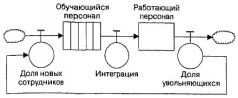 Обучающийся
персонал
Работающий
персонал
Доля новых
сотрудников
Интеграция
Доля
увольняющихся